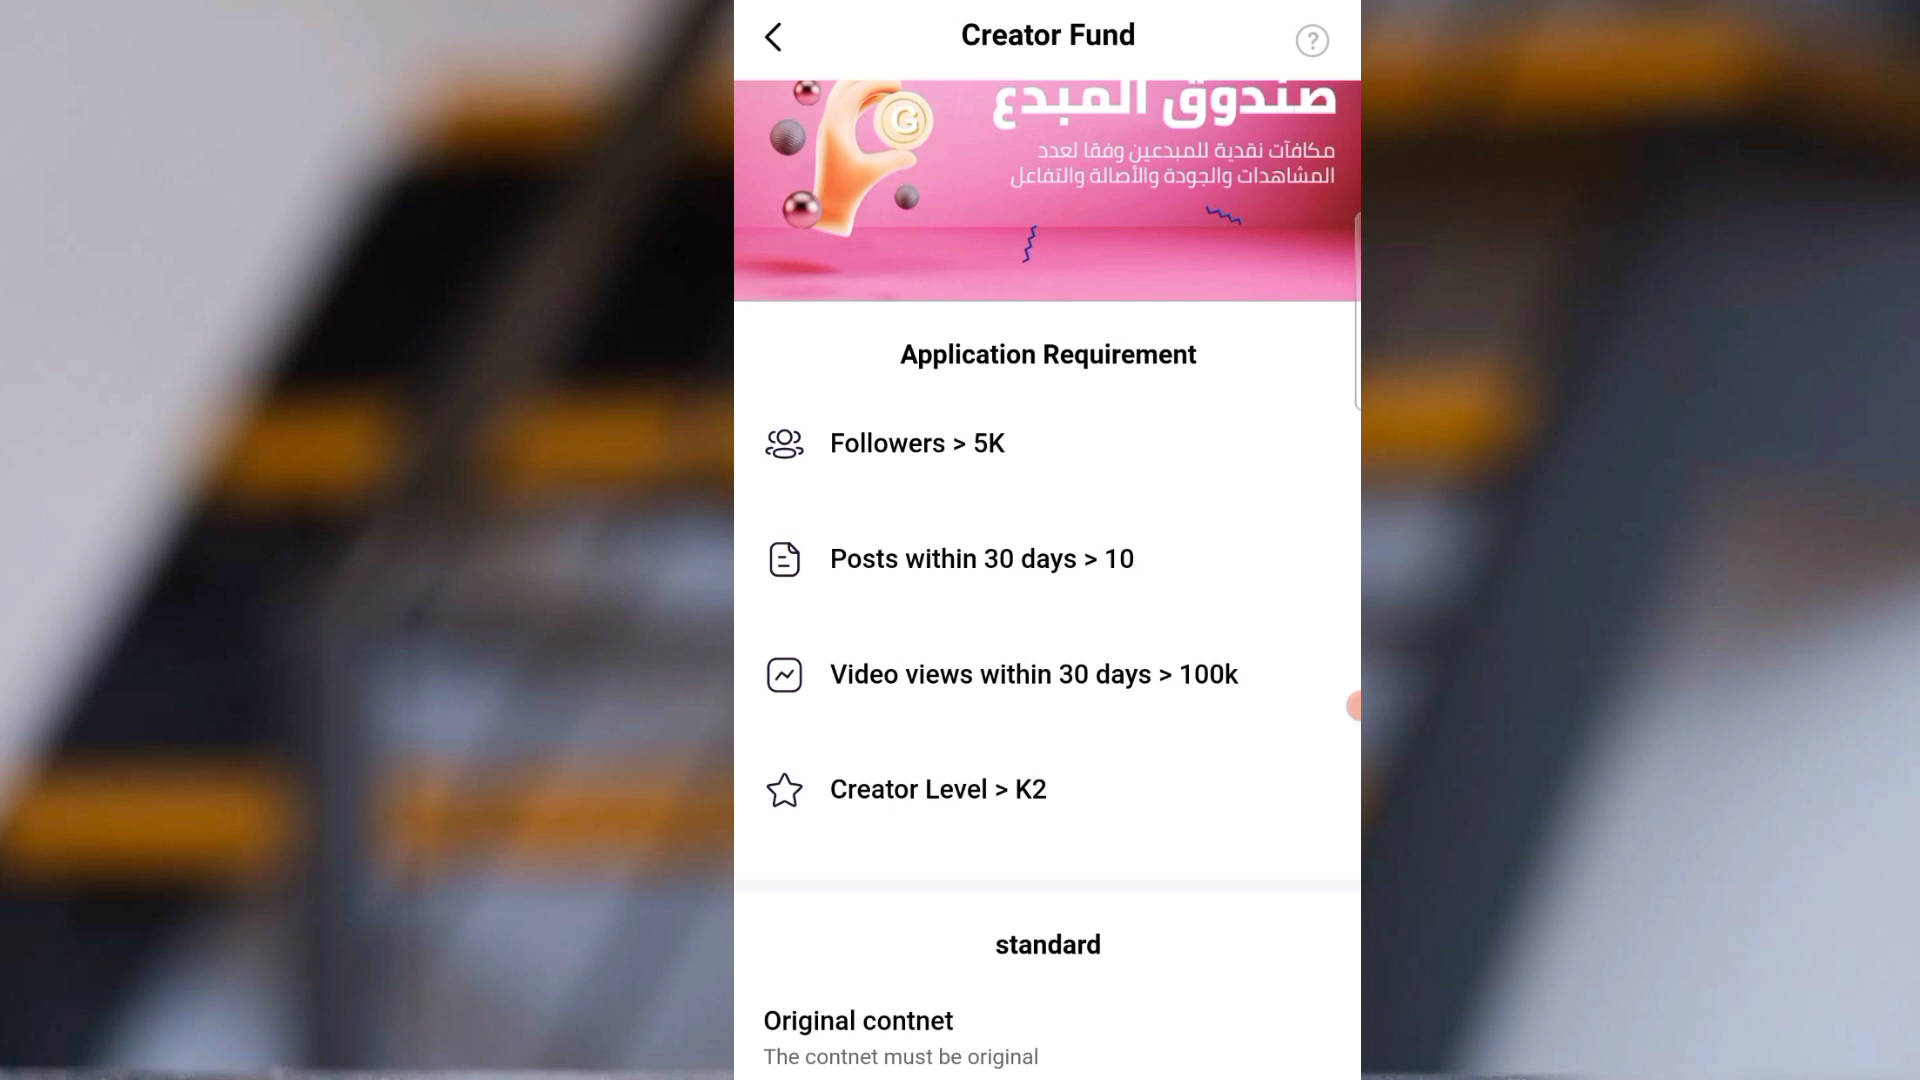 Creator Fund
?
صندوق المبدع
G
مكافآت نقدية للمبدعين وفقا لعدد
المشاهدات والجودة والأصالة والتفاعل
Application Requirement
Followers > 5K
Posts within 30 days > 10
Video views within 30 days > 100k
Creator Level > K2
standard
Original contnet
The contnet must be original